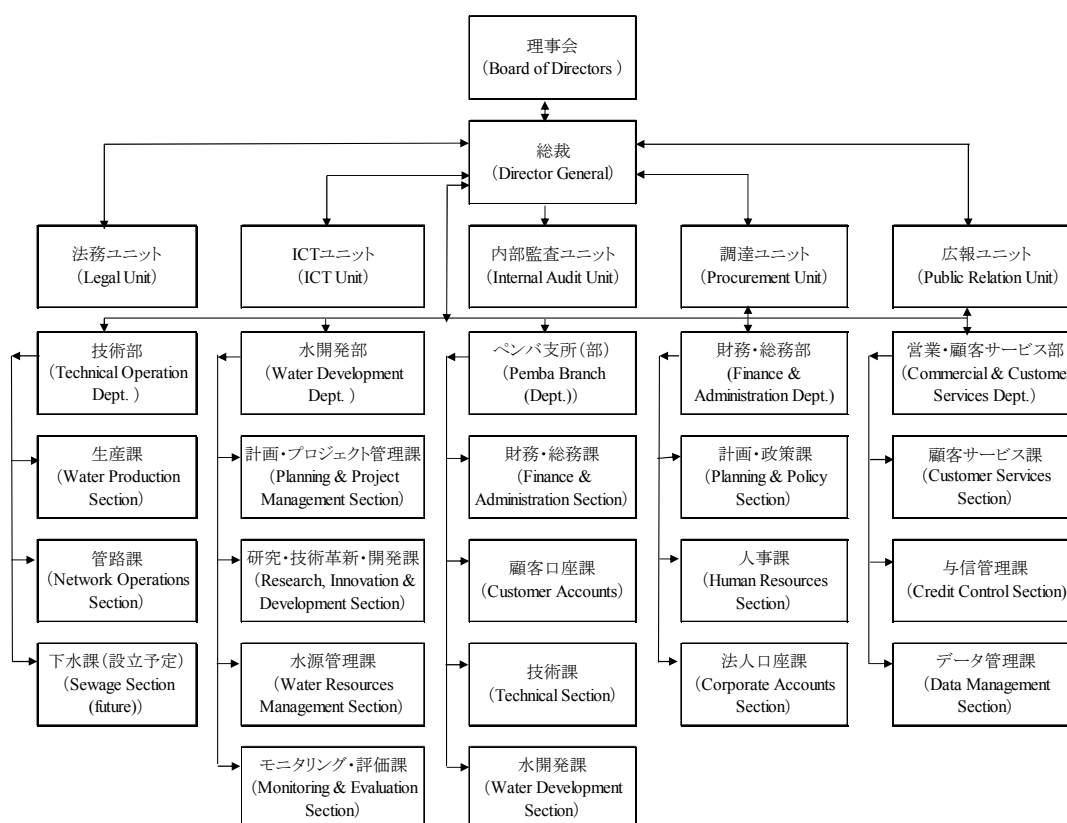 理事会
(Board of Directors )
総裁
(Director General)
法務ユニット
(Legal Unit)
ICTユニット
(ICT Unit)
内部監査ユニット
(Internal Audit Unit)
調達ユニット
(Procurement Unit)
広報ユニット
(Public Relation Unit)
技術部
(Technical Operation
Dept. )
水開発部
(Water Development
Dept. )
ペンバ支所(部)
(Pemba Branch
(Dept.))
財務・総務部
(Finance &
Administration Dept.)
営業・顧客サービス部
(Commercial & Customer
Services Dept.)
生産課
(Water Production
Section)
計画・プロジェクト管理課
(Planning & Project
Management Section)
財務・総務課
(Finance &
Administration Section)
計画・政策課
(Planning & Policy
Section)
顧客サービス課
(Customer Services
Section)
管路課
(Network Operations
Section)
研究・技術革新・開発課
(Research, Innovation &
Development Section)
顧客口座課
(Customer Accounts)
人事課
(Human Resources
Section)
与信管理課
(Credit Control Section)
下水課(設立予定)
(Sewage Section
(future))
水源管理課
(Water Resources
Management Section)
技術課
(Technical Section)
法人口座課
(Corporate Accounts
Section)
データ管理課
(Data Management
Section)
モニタリング・評価課
(Monitoring & Evaluation
Section)
水開発課
(Water Development
Section)